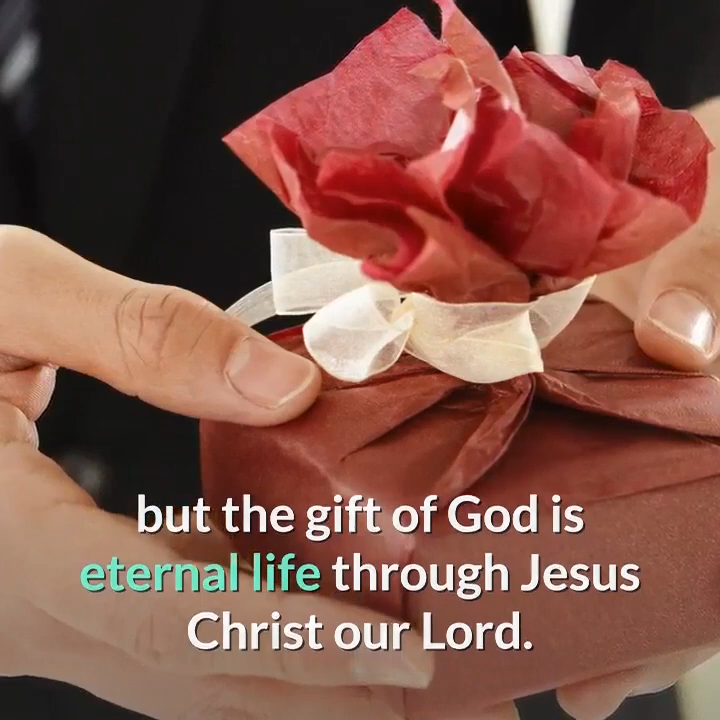 but the gift of God is
eternal life through Jesus
Christ our Lord.